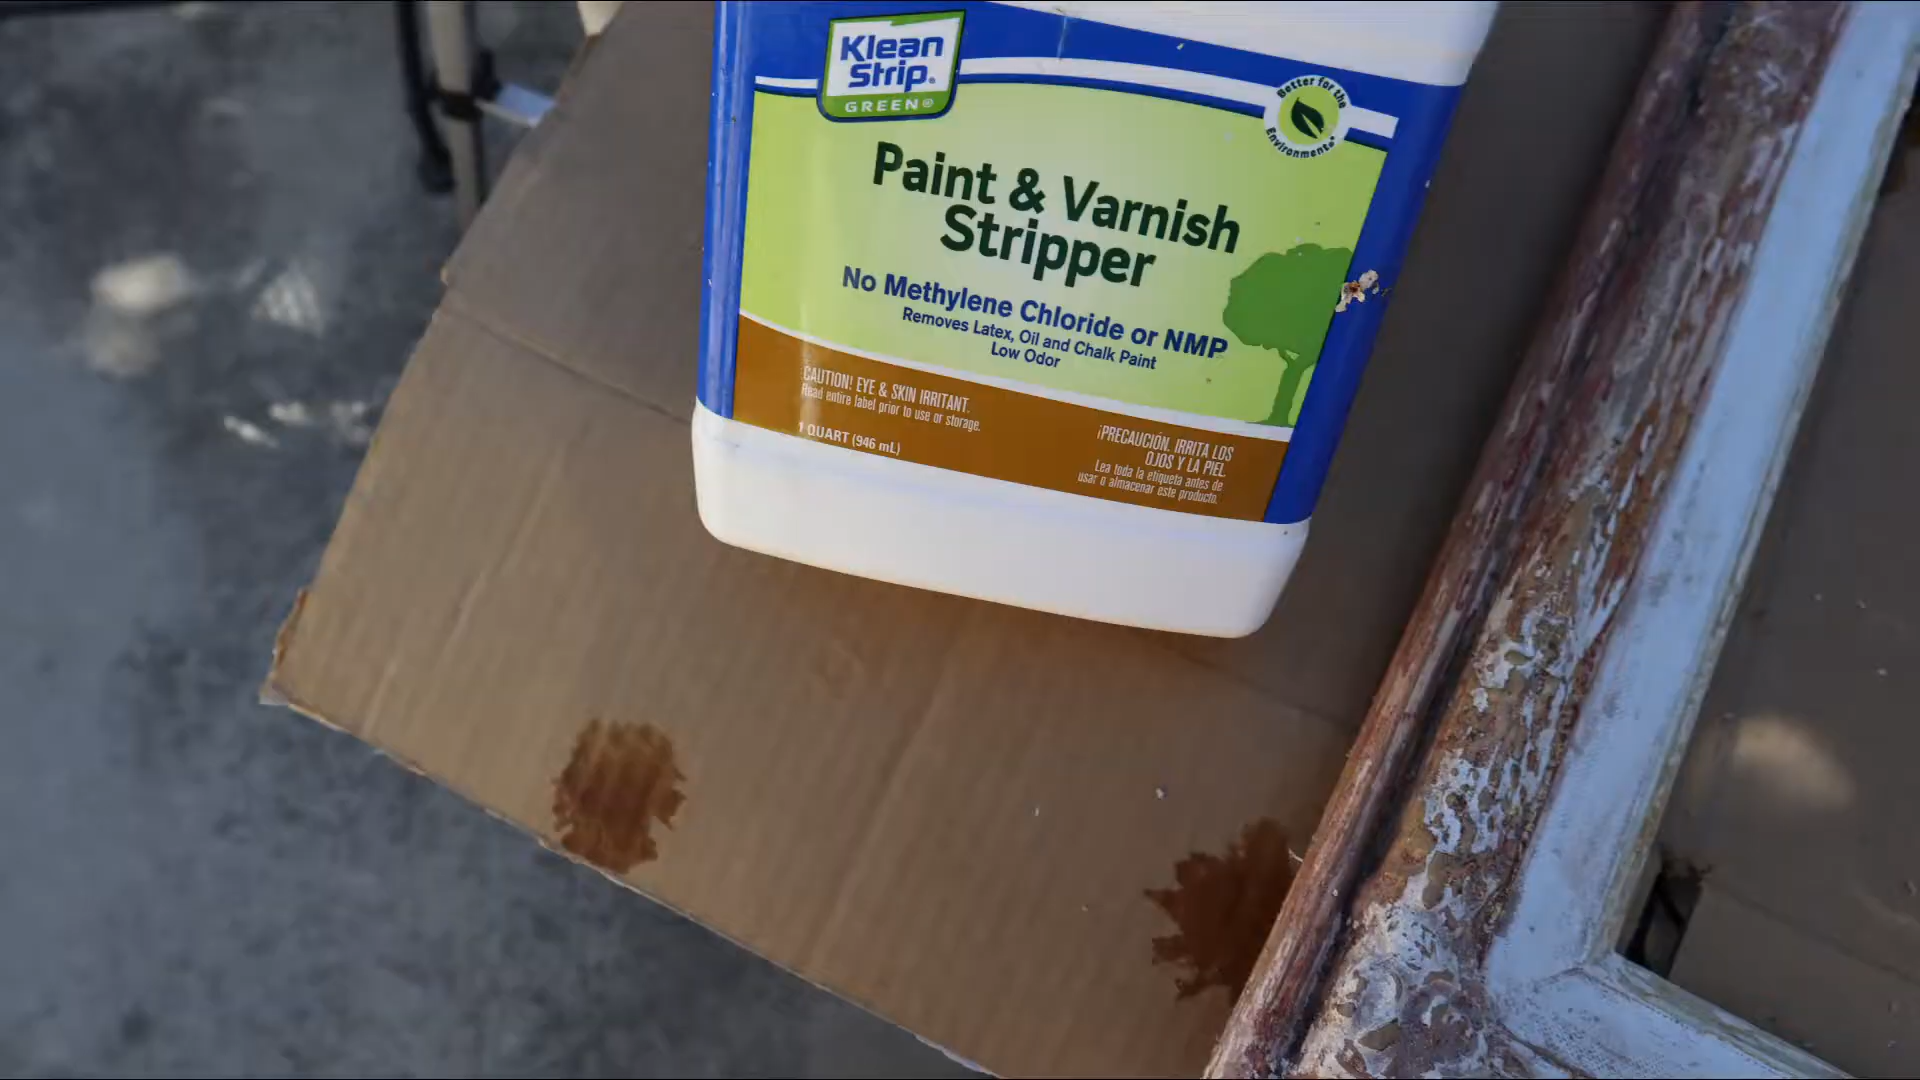 Klean
Strip®
GREEN®
Better for the
Environment®
Paint & Varnish
Stripper
No Methylene Chloride or NMP
Removes Latex, Oil and Chalk Paint
Low Odor
CAUTION! EYE & SKIN IRRITANT.
Read entire label prior to use or storage.
1 QUART (946 mL)
¡PRECAUCIÓN. IRRITA LOS
OJOS Y LA PIEL.
Lea toda la etiqueta antes de
usar o almacenar este producto.